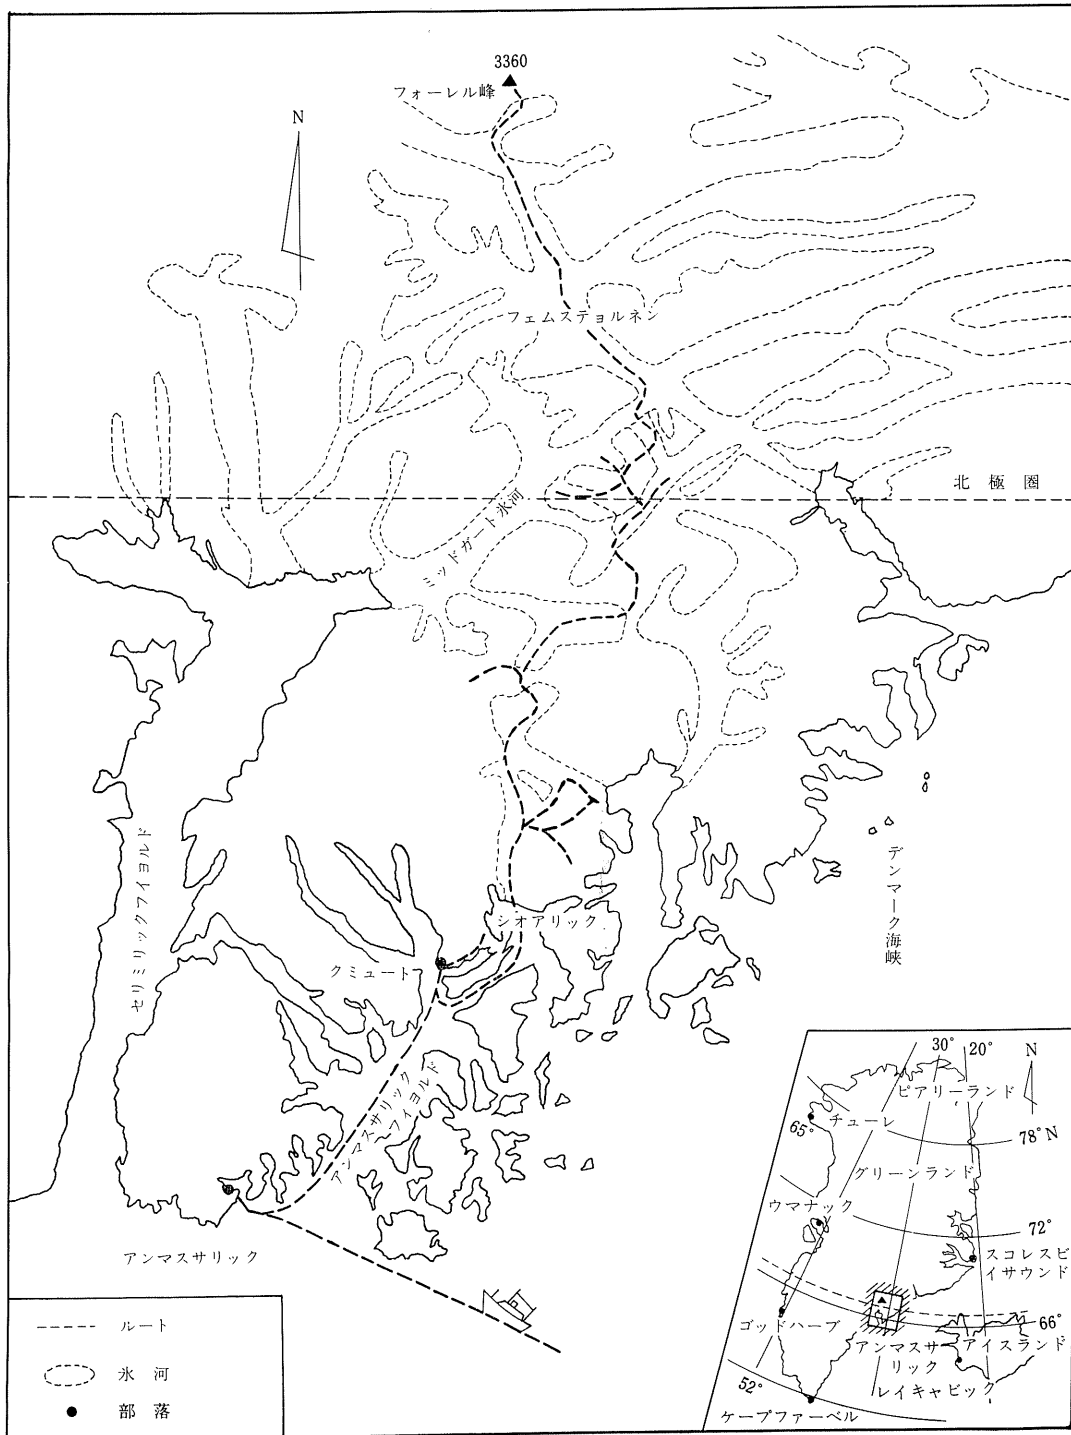 3360
フォーレル峰
N
フェムステョルネン
北極圏
ミッドガート氷河
セリミリックフイヨルド
デンマーク海峡
シオアリック
クミュート
アンマスサリック
フイヨルド
アンマスサリック
ルート
氷河
部落
30°
20°
N
ピアリーランド
65°
チューレ
78°N
グリーンランド
ウマナック
72°
スコレスビ
イサウンド
ゴッドハーブ
66°
アンマスサ
リック
アイスランド
レイキャビック
52°
ケープファーベル